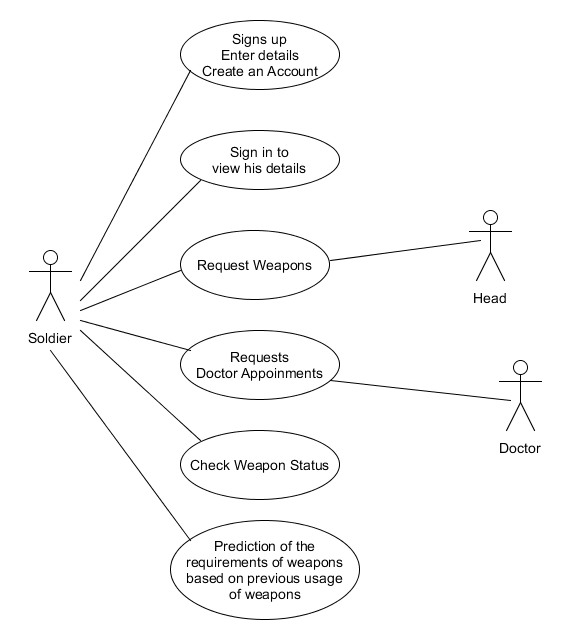 Signs up
Enter details
Create an Account
Sign in to
view his details
Request Weapons
Head
Soldier
Requests
Doctor Appoinments
Doctor
Check Weapon Status
Prediction of the
requirements of weapons
based on previous usage
of weapons